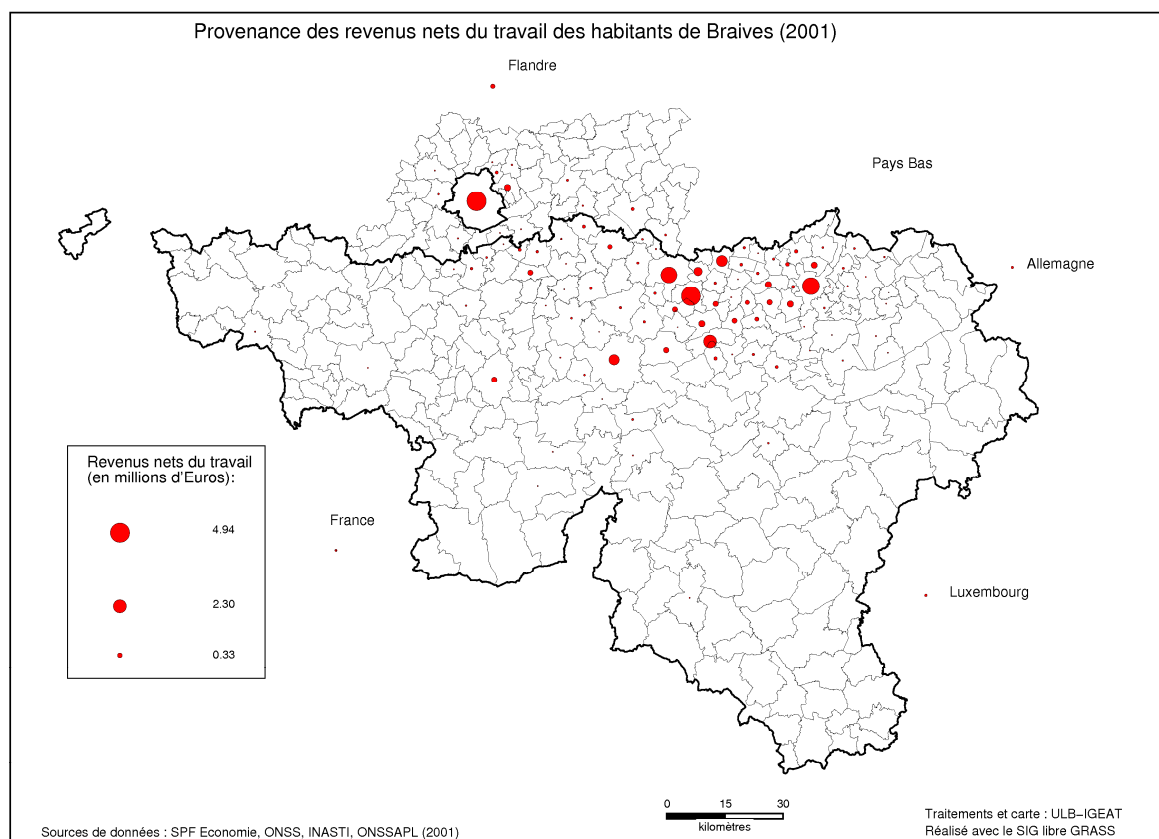 Provenance des revenus nets du travail des habitants de Braives (2001)
Flandre
Pays Bas
Allemagne
Revenus nets du travail
(en millions d'Euros):
4.94
2.30
0.33
France
Luxembourg
0 15 30
kilomètres
Sources de données : SPF Economie, ONSS, INASTI, ONSSAPL (2001)
Traitements et carte : ULB-IGEAT
Réalisé avec le SIG libre GRASS